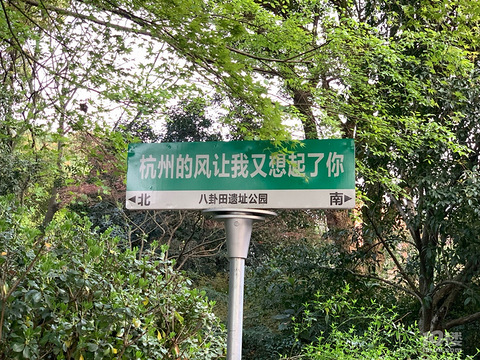 杭州的风让我又想起了你
◀北 八卦田遗址公园 南▶